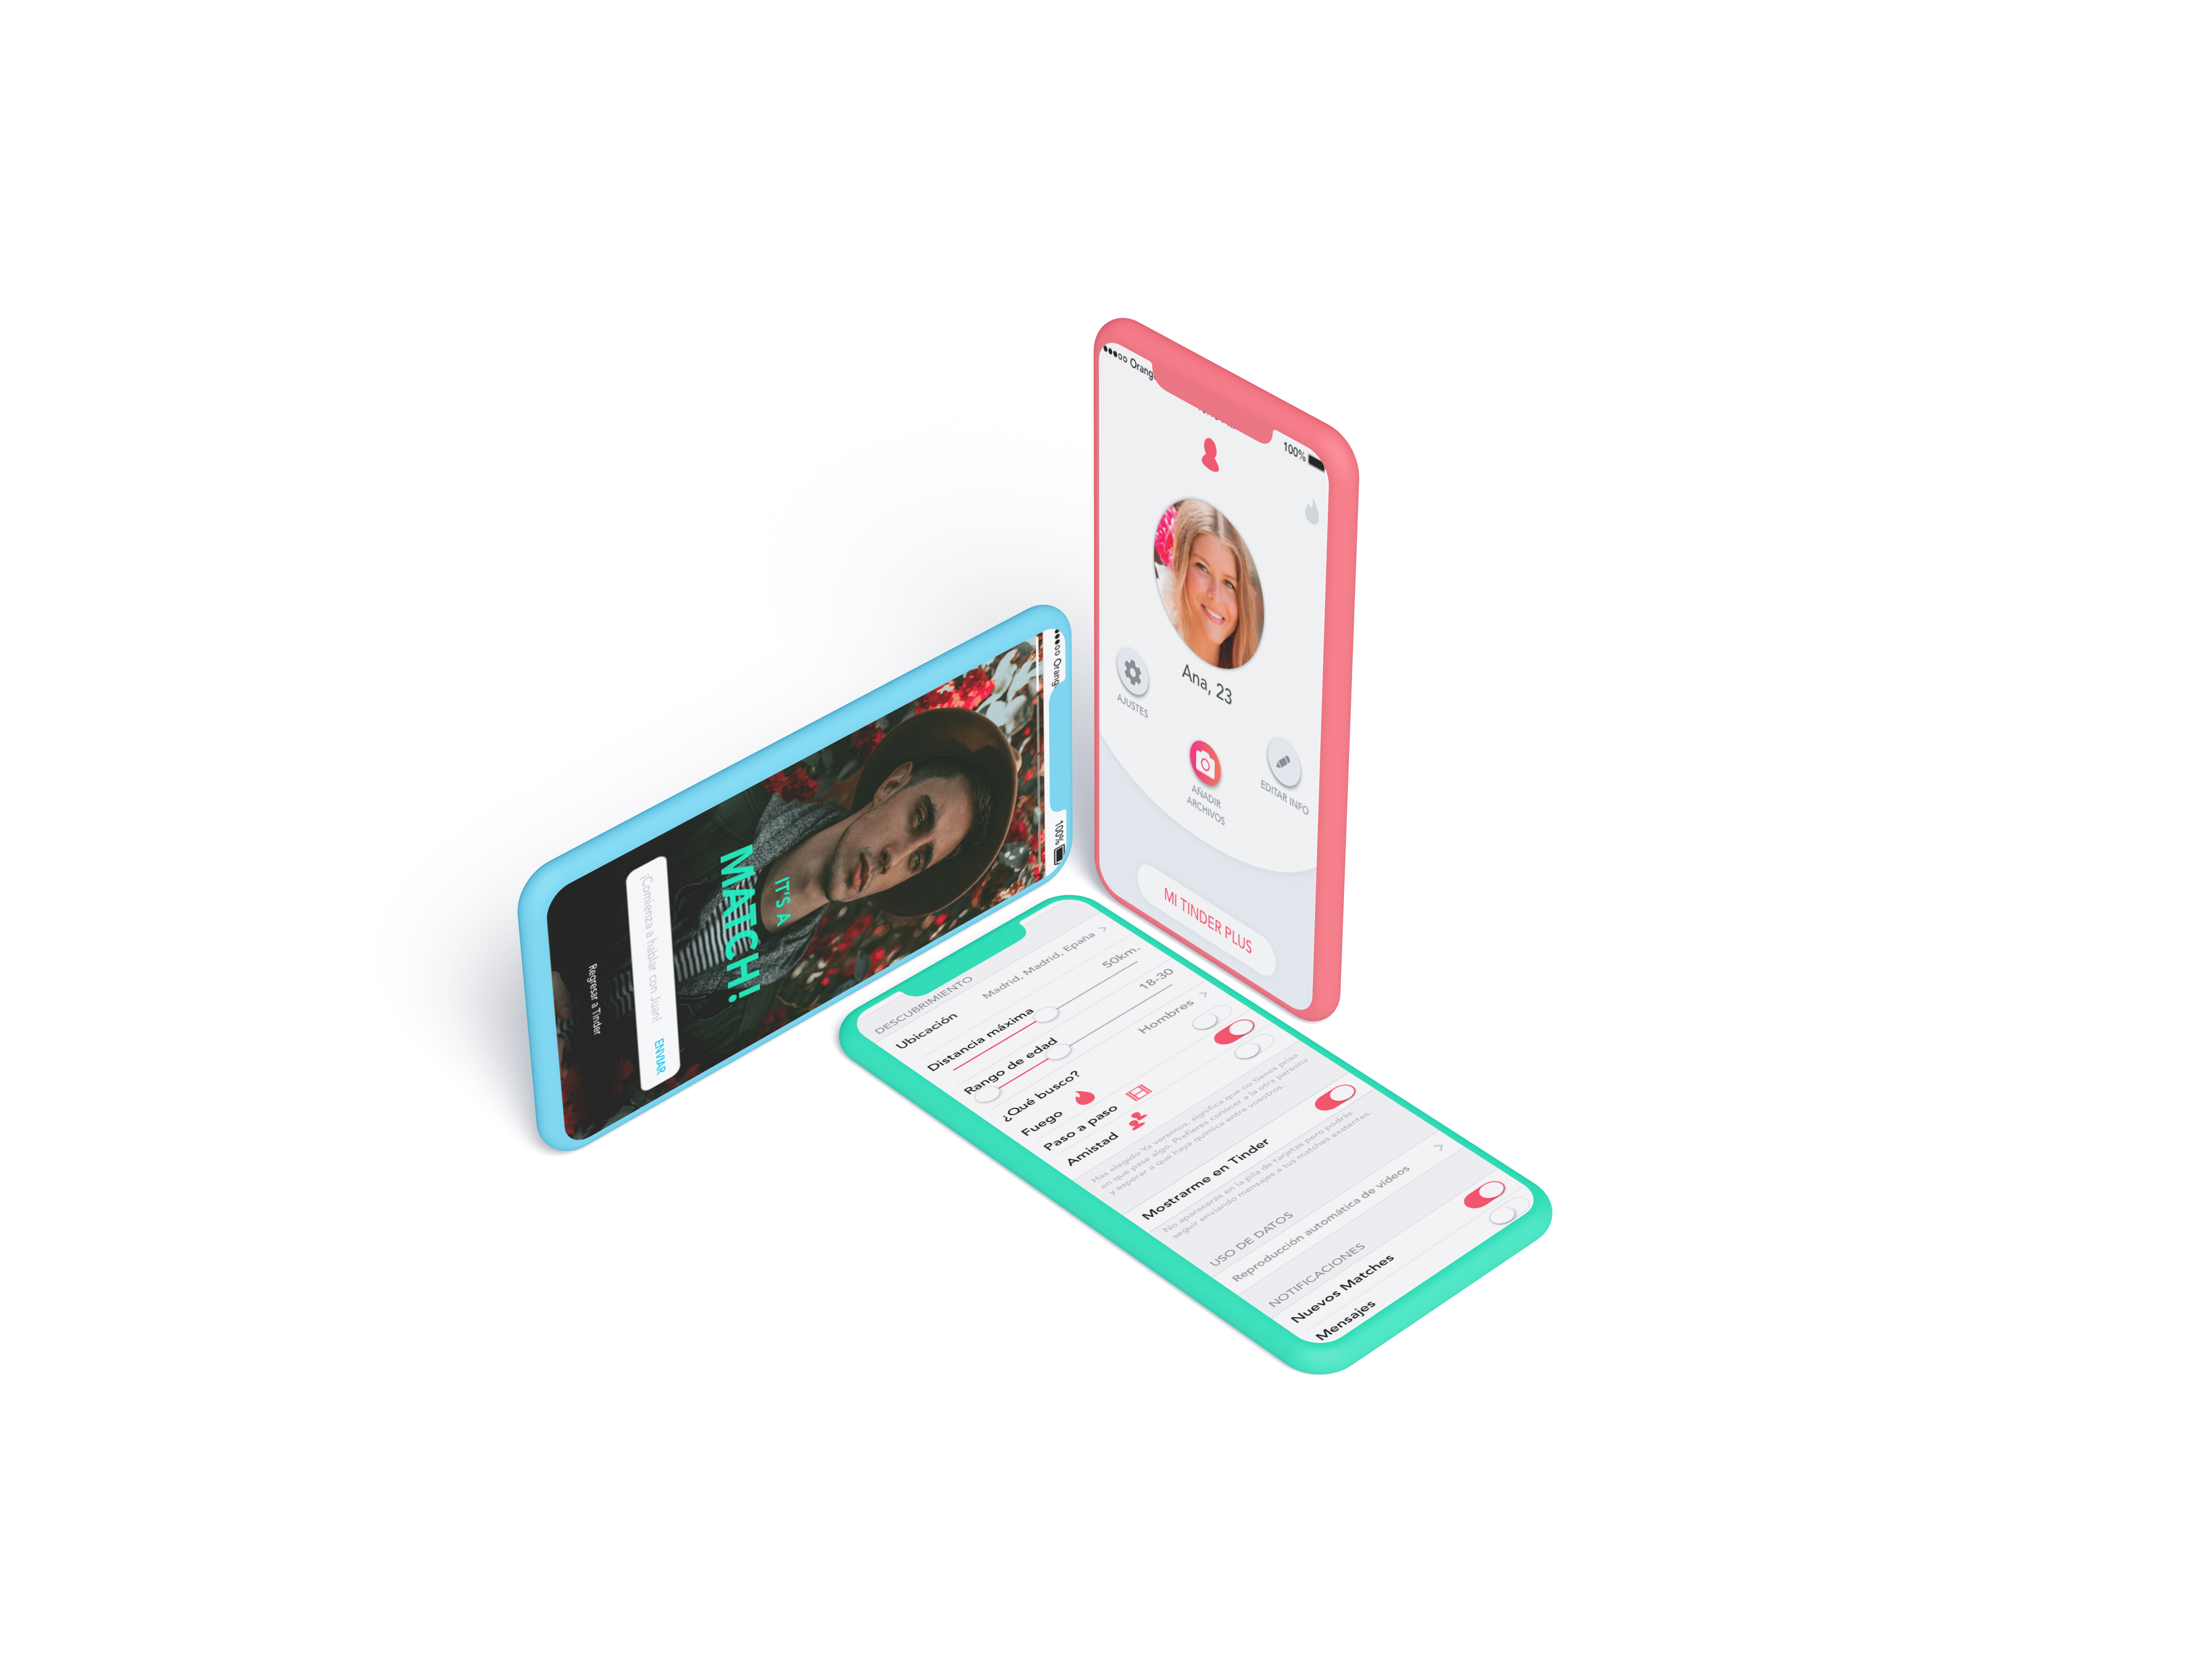 Orang
100%
Ana, 23
AJUSTES
AÑADIR
ARCHIVOS
EDITAR INFO
MI TINDER PLUS
Orang
100%
IT'S A
MATCH!
¡Comienza a hablar con Juan!
ENVIAR
Regresar a Tinder
DESCUBRIMIENTO
Ubicación
Madrid, Madrid, Epaña >
Distancia máxima
50km.
Rango de edad
18-30
¿Qué busco?
Hombres >
Fuego
Paso a paso
Amistad
Has elegido Ya veremos, significa que no tienes prisa
en que pase algo. Prefieres conocer a la otra persona
y esperar a que haya química entre vosotros.
Mostrarme en Tinder
No aparecerás en la pila de tarjetas pero podrás
seguir enviando mensajes a tus matches exstentes.
USO DE DATOS
Reproducción automática de videos >
NOTIFICACIONES
Nuevos Matches
Mensajes